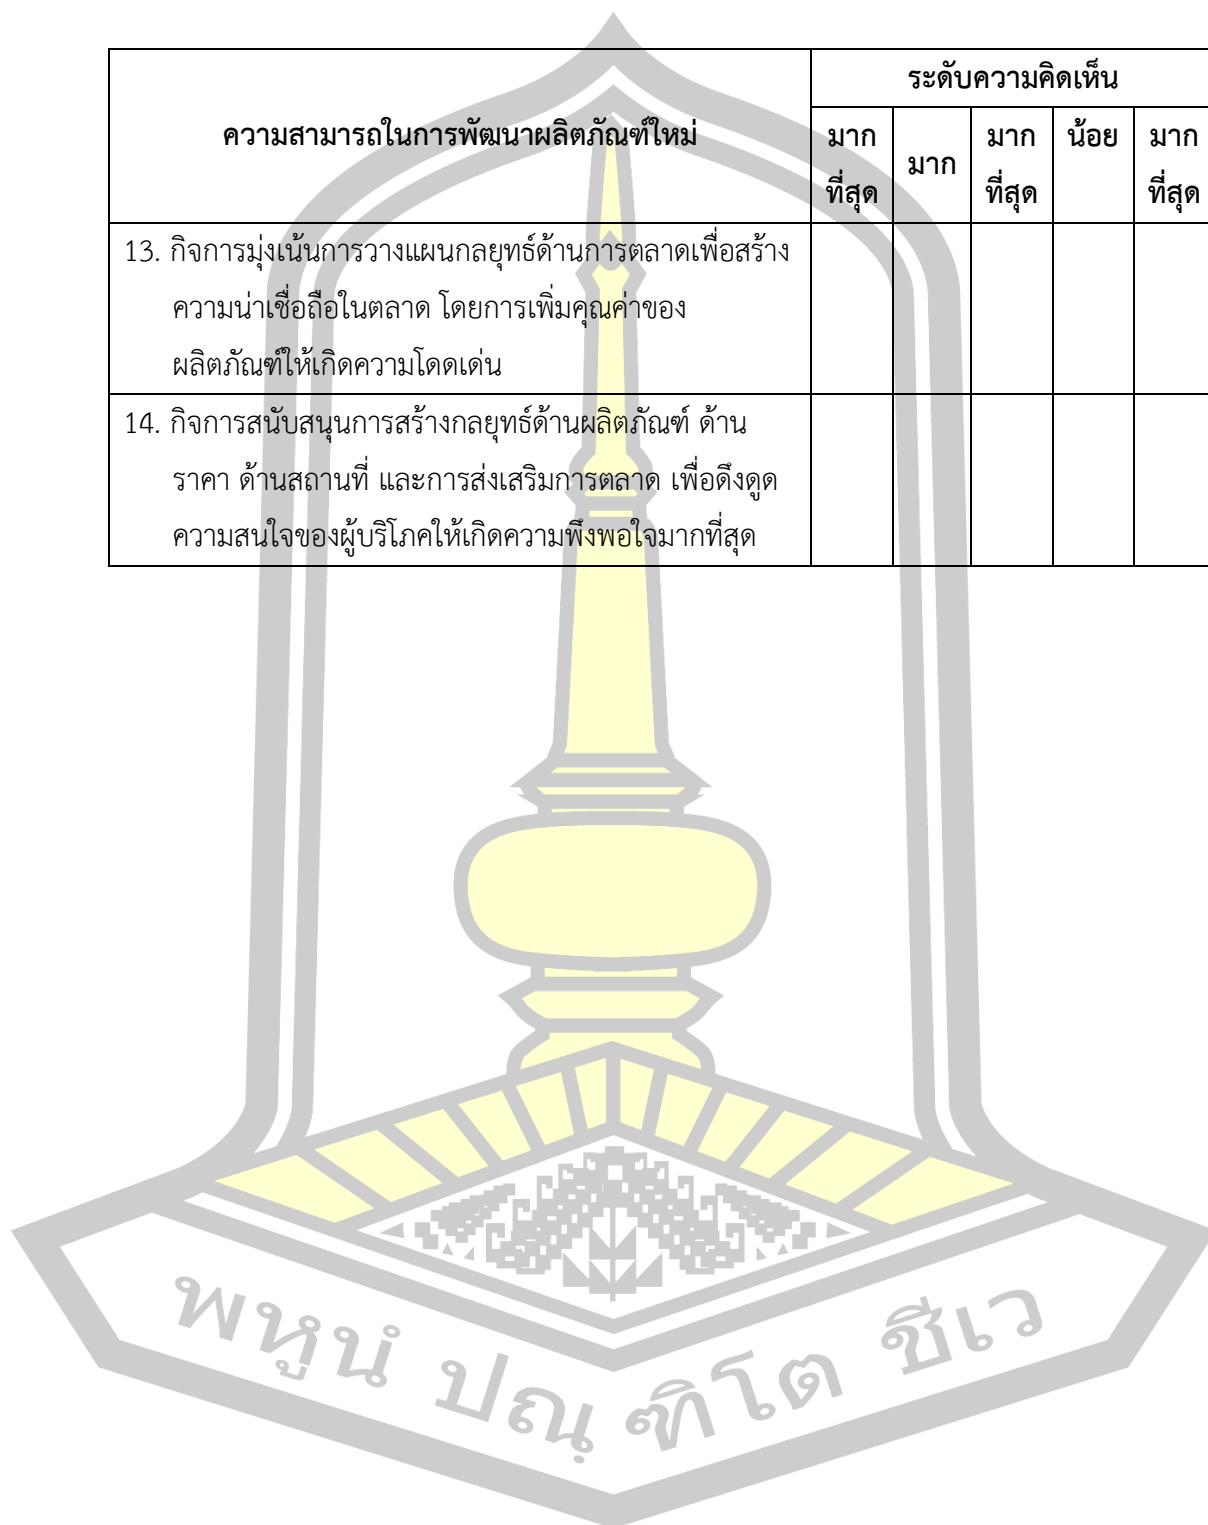 ความสามารถในการพัฒนาผลิตภัณฑ์ใหม่
ระดับความคิดเห็น
มาก
ที่สุด
มาก
มาก
ที่สุด
น้อย
มาก
ที่สุด
13. กิจการมุ่งเน้นการวางแผนกลยุทธ์ด้านการตลาดเพื่อสร้าง
ความน่าเชื่อถือในตลาด โดยการเพิ่มคุณค่าของ
ผลิตภัณฑ์ให้เกิดความโดดเด่น
14. กิจการสนับสนุนการสร้างกลยุทธ์ด้านผลิตภัณฑ์ ด้าน
ราคา ด้านสถานที่ และการส่งเสริมการตลาด เพื่อดึงดูด
ความสนใจของผู้บริโภคให้เกิดความพึงพอใจมากที่สุด
พหูนํ ปณฺ ฑิโต ชีเว